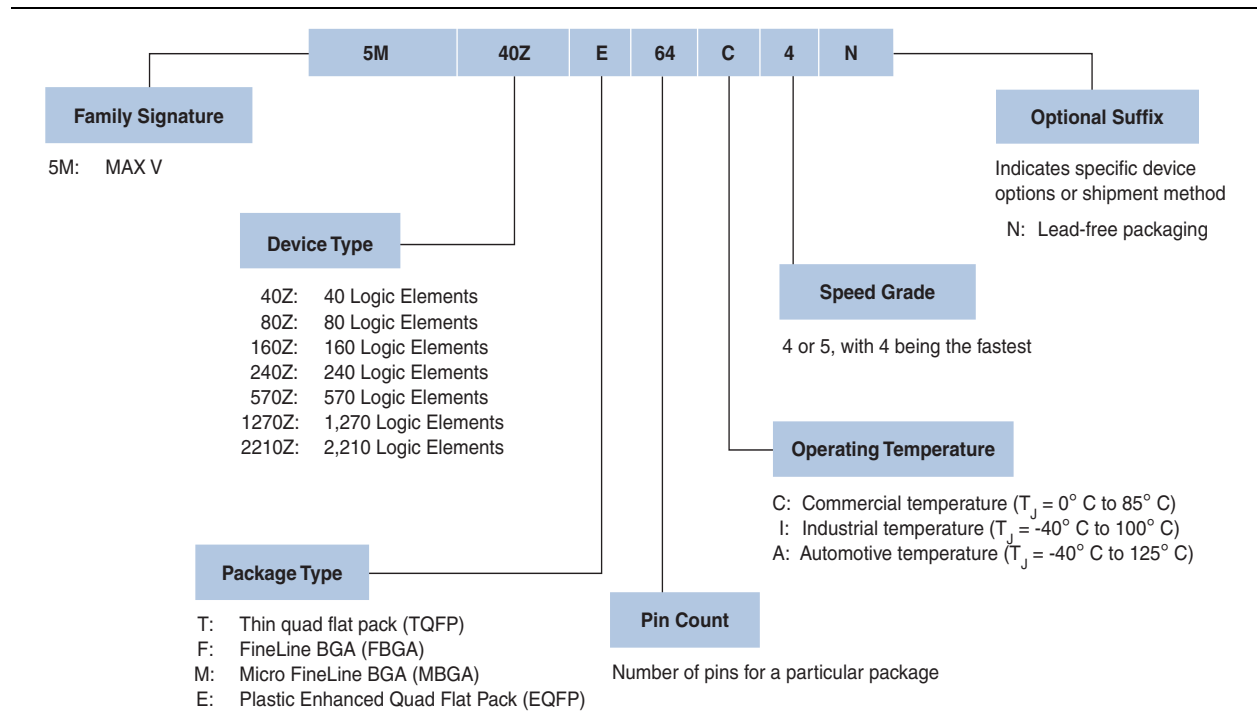 5M 40Z E 64 C 4 N
Family Signature
5M: MAX V
Optional Suffix
Indicates specific device
options or shipment method
N: Lead-free packaging
Device Type
40Z: 40 Logic Elements
80Z: 80 Logic Elements
160Z: 160 Logic Elements
240Z: 240 Logic Elements
570Z: 570 Logic Elements
1270Z: 1,270 Logic Elements
2210Z: 2,210 Logic Elements
Speed Grade
4 or 5, with 4 being the fastest
Operating Temperature
C: Commercial temperature (TJ = 0° C to 85° C)
I: Industrial temperature (TJ = -40° C to 100° C)
A: Automotive temperature (TJ = -40° C to 125° C)
Package Type
T: Thin quad flat pack (TQFP)
F: FineLine BGA (FBGA)
M: Micro FineLine BGA (MBGA)
E: Plastic Enhanced Quad Flat Pack (EQFP)
Pin Count
Number of pins for a particular package